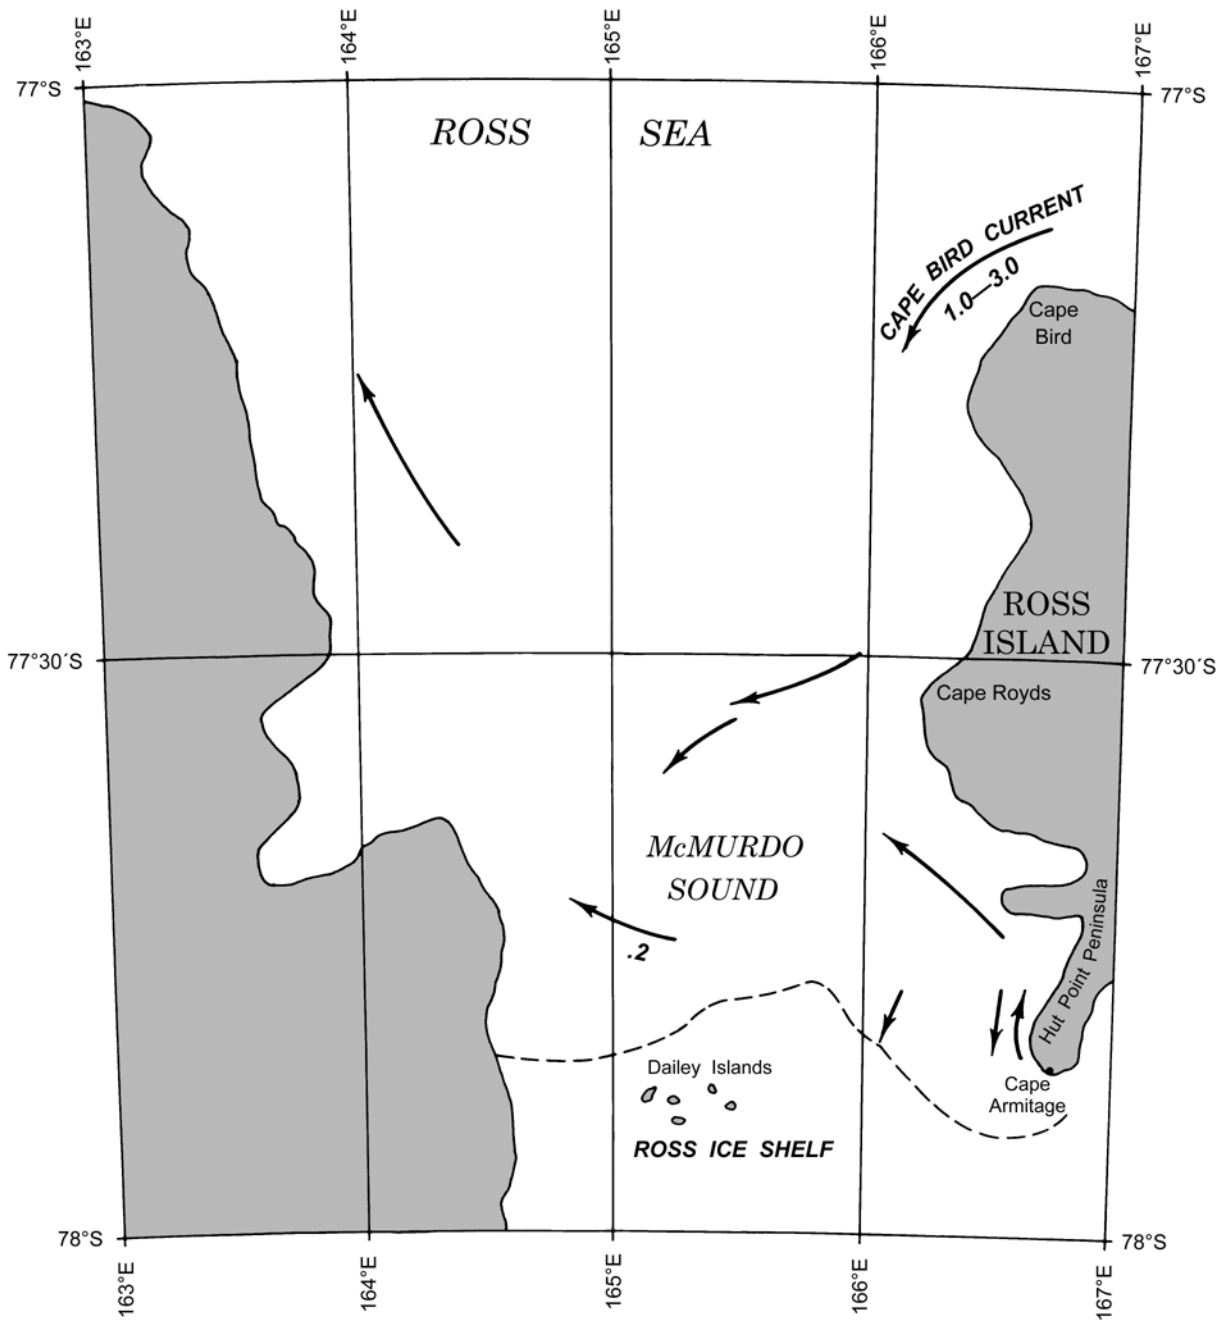 163°E
164°E
165°E
166°E
167°E
77°S
77°S
ROSS SEA
CAPE BIRD CURRENT
1.0—3.0
Cape
Bird
ROSS
ISLAND
77°30´S
77°30´S
Cape Royds
McMURDO
SOUND
.2
Hut Point Peninsula
Dailey Islands
Cape
Armitage
ROSS ICE SHELF
78°S
78°S
163°E
164°E
165°E
166°E
167°E